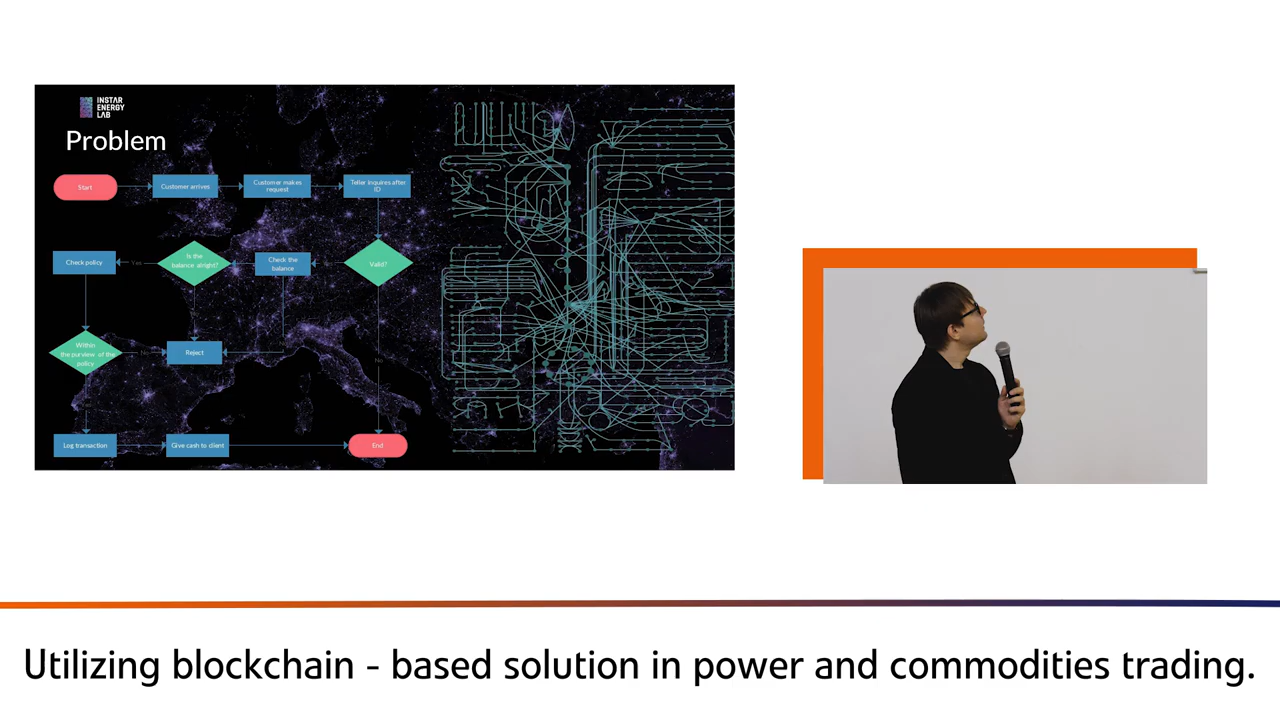 INSTAR
ENERGY
LAB
Problem
Start
Customer arrives
Customer makes
request
Teller inquires after
ID
Check policy
Yes
Is the
balance alright?
Check the
balance
Valid?
Within
the purview of the
policy
No
Reject
No
Log transaction
Give cash to client
End
Utilizing blockchain - based solution in power and commodities trading.